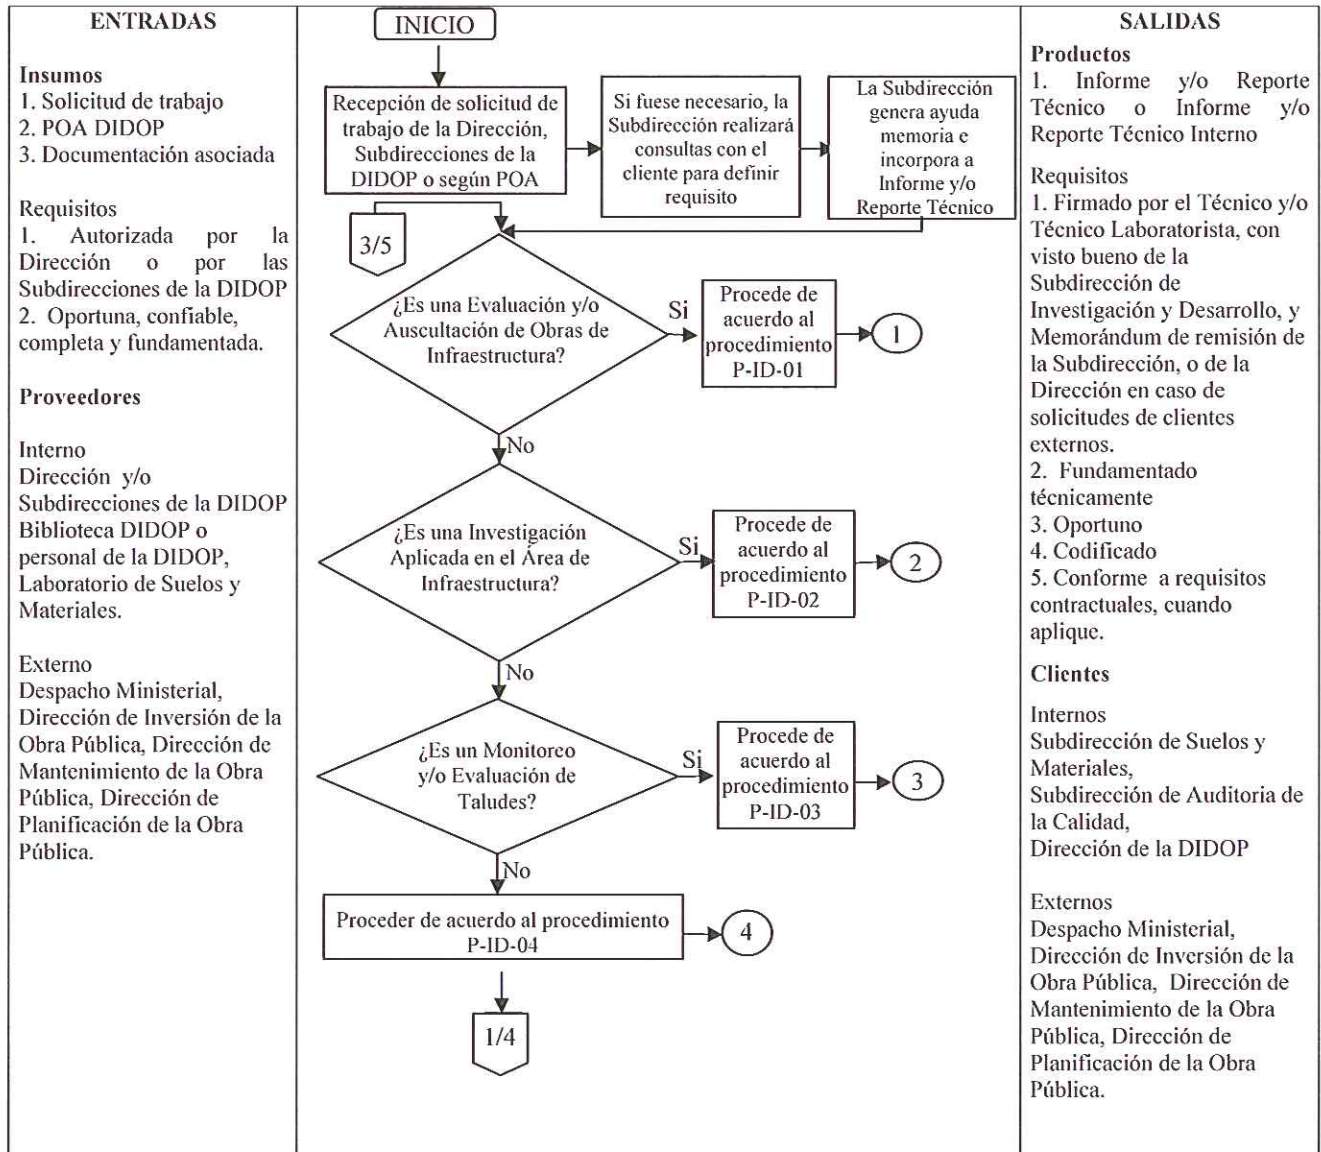 ENTRADAS
Insumos
1. Solicitud de trabajo
2. POA DIDOP
3. Documentación asociada
Requisitos
1. Autorizada por la
Dirección o por las
Subdirecciones de la DIDOP
2. Oportuna, confiable,
completa y fundamentada.
Proveedores
Interno
Dirección y/o
Subdirecciones de la DIDOP
Biblioteca DIDOP o
personal de la DIDOP,
Laboratorio de Suelos y
Materiales.
Externo
Despacho Ministerial,
Dirección de Inversión de la
Obra Pública, Dirección de
Mantenimiento de la Obra
Pública, Dirección de
Planificación de la Obra
Pública.
INICIO
Recepción de solicitud de
trabajo de la Dirección,
Subdirecciones de la
DIDOP o según POA
Si fuese necesario, la
Subdirección realizará
consultas con el
cliente para definir
requisito
La Subdirección
genera ayuda
memoria e
incorpora a
Informe y/o
Reporte Técnico
3/5
¿Es una Evaluación y/o
Auscultación de Obras de
Infraestructura?
Si
Procede de
acuerdo al
procedimiento
P-ID-01
1
No
¿Es una Investigación
Aplicada en el Área de
Infraestructura?
Si
Procede de
acuerdo al
procedimiento
P-ID-02
2
No
¿Es un Monitoreo
y/o Evaluación de
Taludes?
Si
Procede de
acuerdo al
procedimiento
P-ID-03
3
No
Proceder de acuerdo al procedimiento
P-ID-04
4
1/4
SALIDAS
Productos
1. Informe y/o Reporte
Técnico o Informe y/o
Reporte Técnico Interno
Requisitos
1. Firmado por el Técnico y/o
Técnico Laboratorista, con
visto bueno de la
Subdirección de
Investigación y Desarrollo, y
Memorándum de remisión de
la Subdirección, o de la
Dirección en caso de
solicitudes de clientes
externos.
2. Fundamentado
técnicamente
3. Oportuno
4. Codificado
5. Conforme a requisitos
contractuales, cuando
aplique.
Clientes
Internos
Subdirección de Suelos y
Materiales,
Subdirección de Auditoria de
la Calidad,
Dirección de la DIDOP
Externos
Despacho Ministerial,
Dirección de Inversión de la
Obra Pública, Dirección de
Mantenimiento de la Obra
Pública, Dirección de
Planificación de la Obra
Pública.